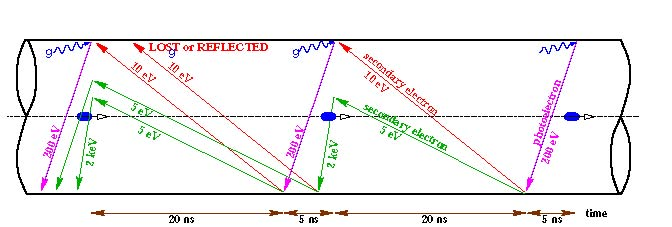 LOST or REFLECTED
g
g
g
10 eV
10 eV
secondary electron
10 eV
5 eV
5 eV
secondary electron
5 eV
200 eV
2 keV
200 eV
2 keV
photoelectron
200 eV
20 ns
5 ns
20 ns
5 ns
time